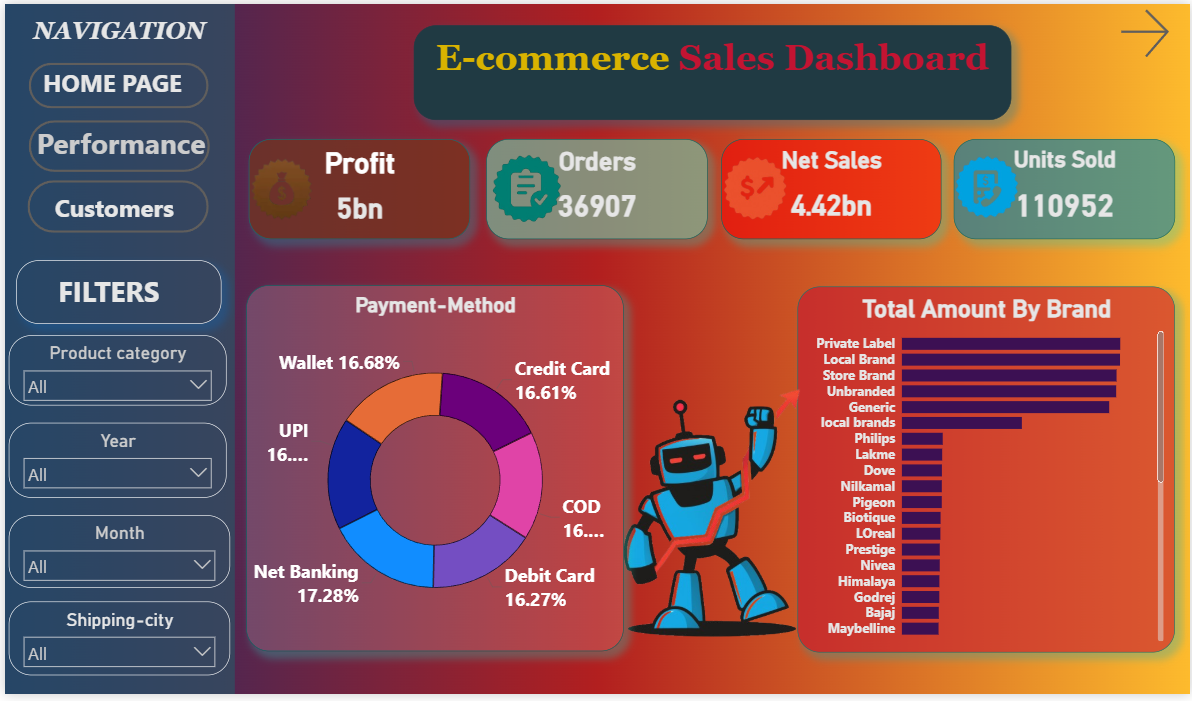 NAVIGATION
HOME PAGE
Performance
Customers
FILTERS
Product category
All
Year
All
Month
All
Shipping-city
All
E-commerce Sales Dashboard
Profit
5bn
Orders
36907
Net Sales
4.42bn
Units Sold
110952
Payment-Method
Wallet 16.68%
Credit Card
16.61%
UPI
16....
COD
16....
Net Banking
17.28%
Debit Card
16.27%
Total Amount By Brand
Private Label
Local Brand
Store Brand
Unbranded
Generic
local brands
Philips
Lakme
Dove
Nilkamal
Pigeon
Biotique
LOreal
Prestige
Nivea
Himalaya
Godrej
Bajaj
Maybelline